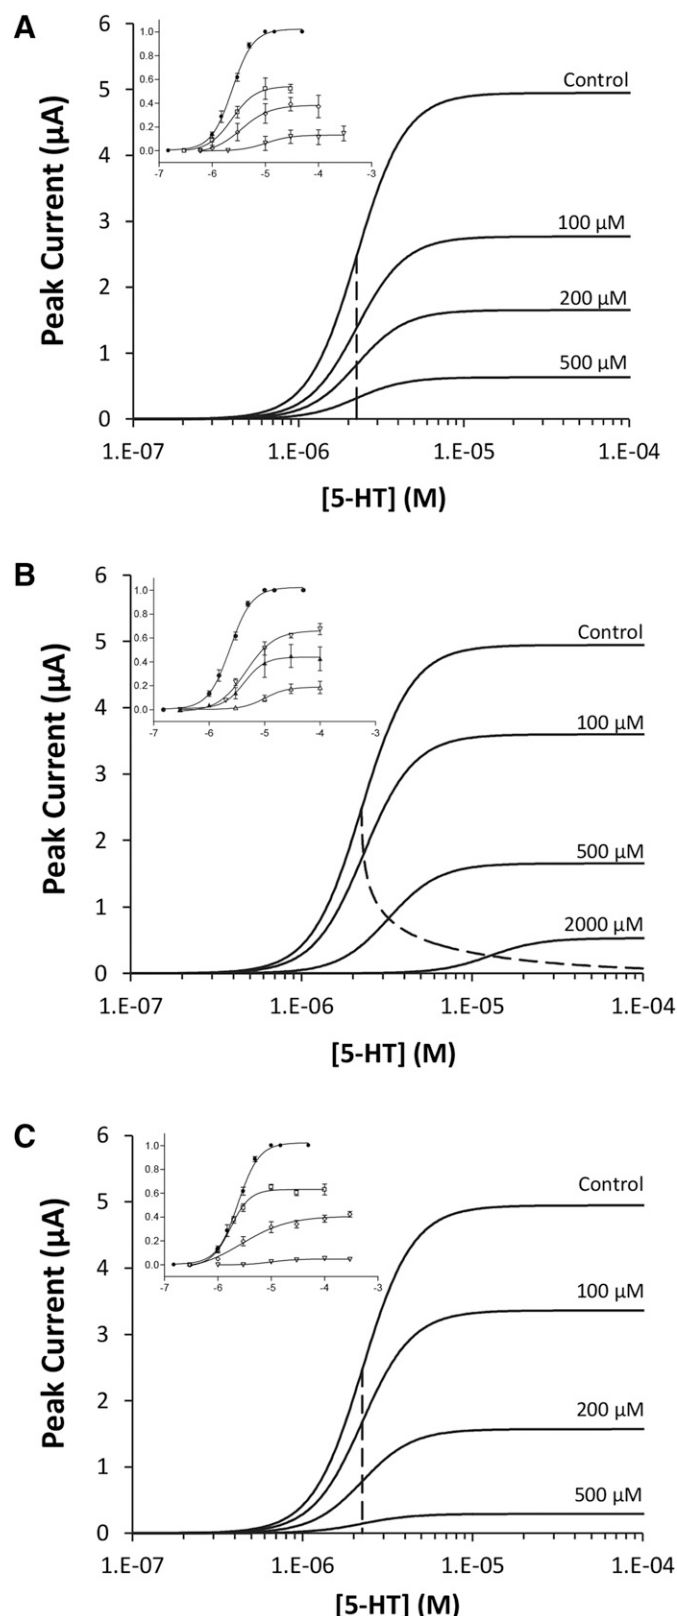 A
6
5
4
3
2
1
0
Peak Current (µA)
1.0
0.8
0.6
0.4
0.2
0.0
-7 -6 -5 -4 -3
Control
100 µM
200 µM
500 µM
1.E-07 1.E-06 1.E-05 1.E-04
[5-HT] (M)
B
6
5
4
3
2
1
0
Peak Current (µA)
1.0
0.8
0.6
0.4
0.2
0.0
-7 -6 -5 -4 -3
Control
100 µM
500 µM
2000 µM
1.E-07 1.E-06 1.E-05 1.E-04
[5-HT] (M)
C
6
5
4
3
2
1
0
Peak Current (µA)
1.0
0.8
0.6
0.4
0.2
0.0
-7 -6 -5 -4 -3
Control
100 µM
200 µM
500 µM
1.E-07 1.E-06 1.E-05 1.E-04
[5-HT] (M)